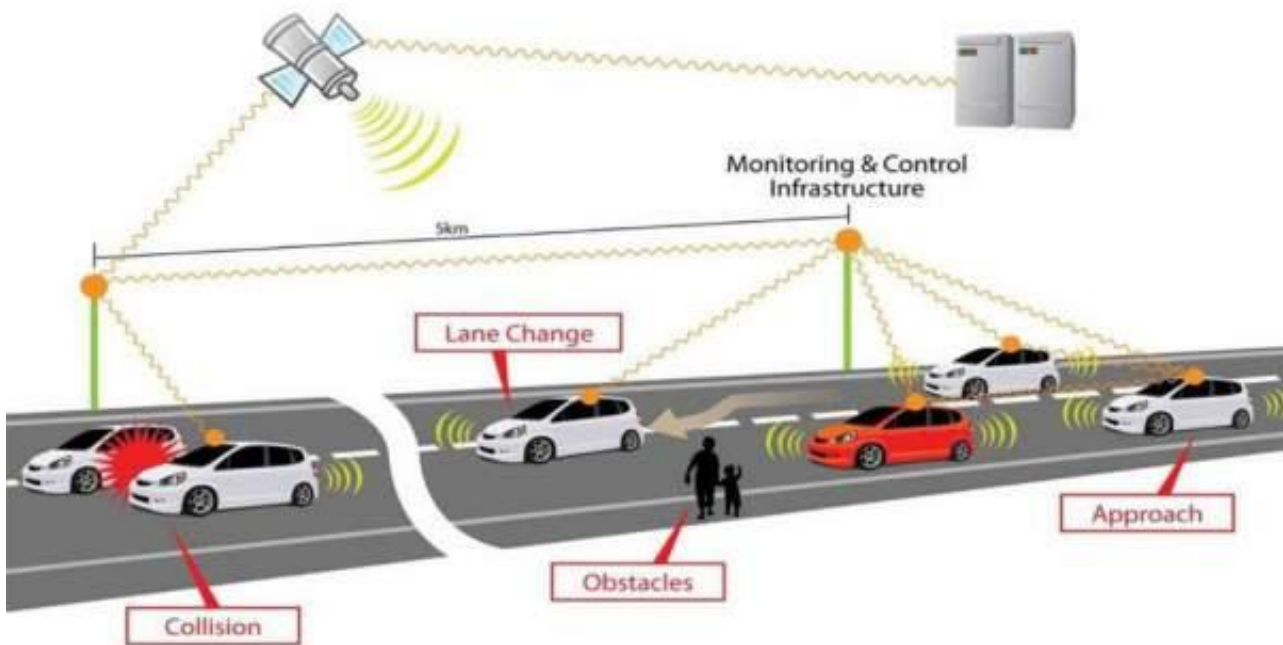 Monitoring & Control
Infrastructure
5km
Lane Change
Approach
Obstacles
Collision